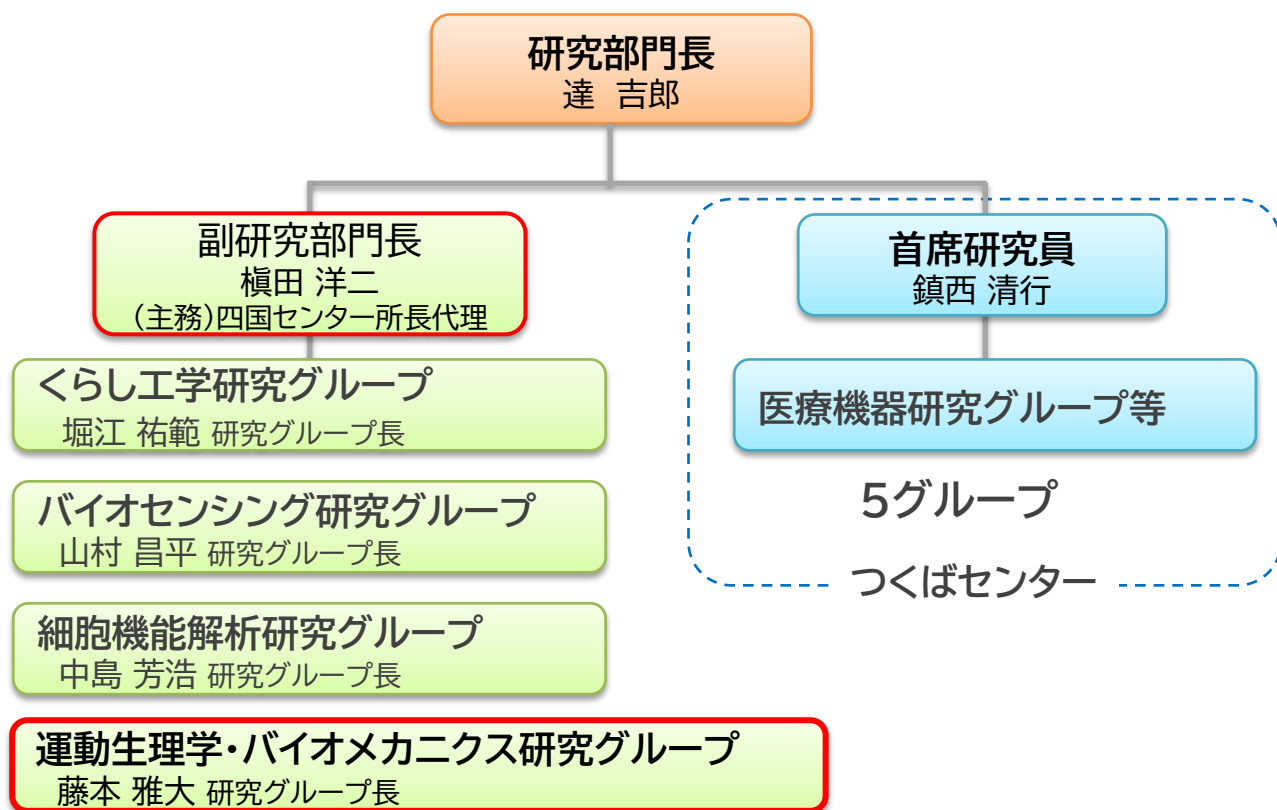 研究部門長
達 吉郎
副研究部門長
槇田 洋二
(主務)四国センター所長代理
くらし工学研究グループ
堀江 祐範 研究グループ長
バイオセンシング研究グループ
山村 昌平 研究グループ長
細胞機能解析研究グループ
中島 芳浩 研究グループ長
運動生理学・バイオメカニクス研究グループ
藤本 雅大 研究グループ長
首席研究員
鎮西 清行
医療機器研究グループ等
5グループ
つくばセンター